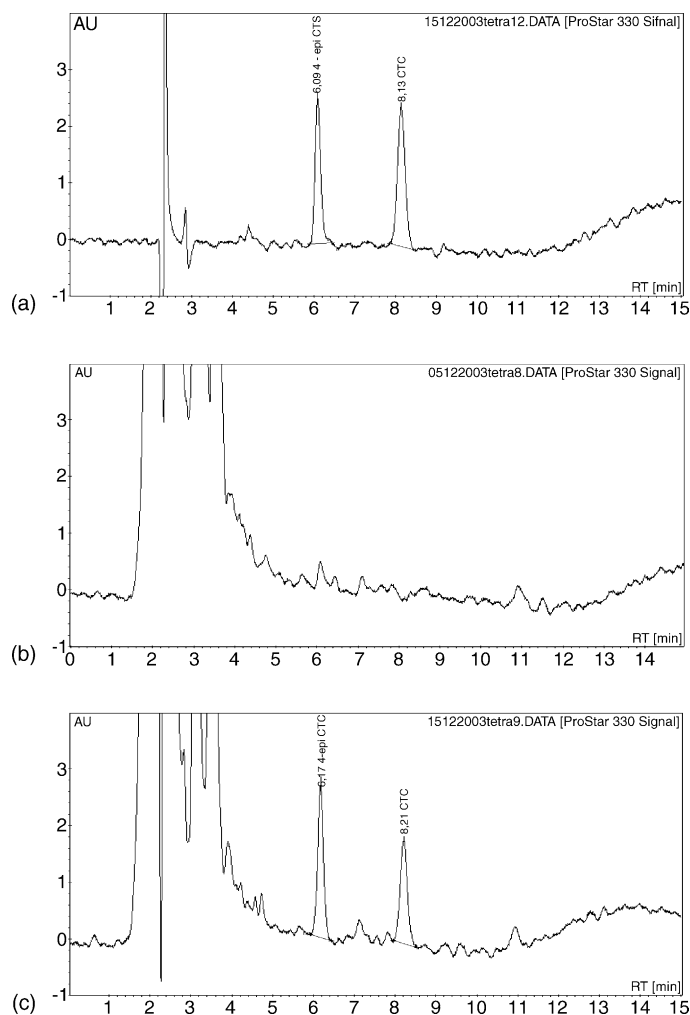 AU 15122003tetra12.DATA [ProStar 330 Sifnal]
6,09 4 - epi CTS
8,13 CTC
3
2
1
0
-1
RT [min]
1 2 3 4 5 6 7 8 9 10 11 12 13 14 15
(a)
AU 05122003tetra8.DATA [ProStar 330 Signal]
3
2
1
0
-1
RT [min]
0 1 2 3 4 5 6 7 8 9 10 11 12 13 14
(b)
AU 15122003tetra9.DATA [ProStar 330 Signal]
6,17 4-epi CTC
8,21 CTC
3
2
1
0
-1
RT [min]
1 2 3 4 5 6 7 8 9 10 11 12 13 14 15
(c)